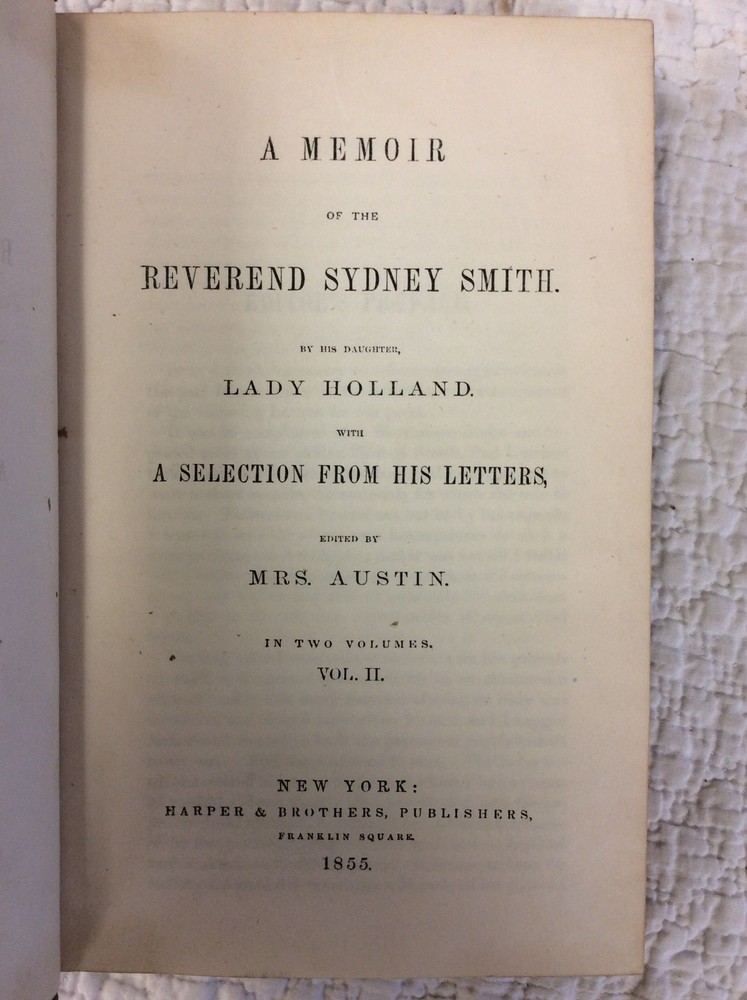 A MEMOIR
OF THE
REVEREND SYDNEY SMITH.
BY HIS DAUGHTER,
LADY HOLLAND.
WITH
A SELECTION FROM HIS LETTERS,
EDITED BY
MRS. AUSTIN.
IN TWO VOLUMES.
VOL. II.
NEW YORK:
HARPER & BROTHERS, PUBLISHERS,
FRANKLIN SQUARE.
1855.